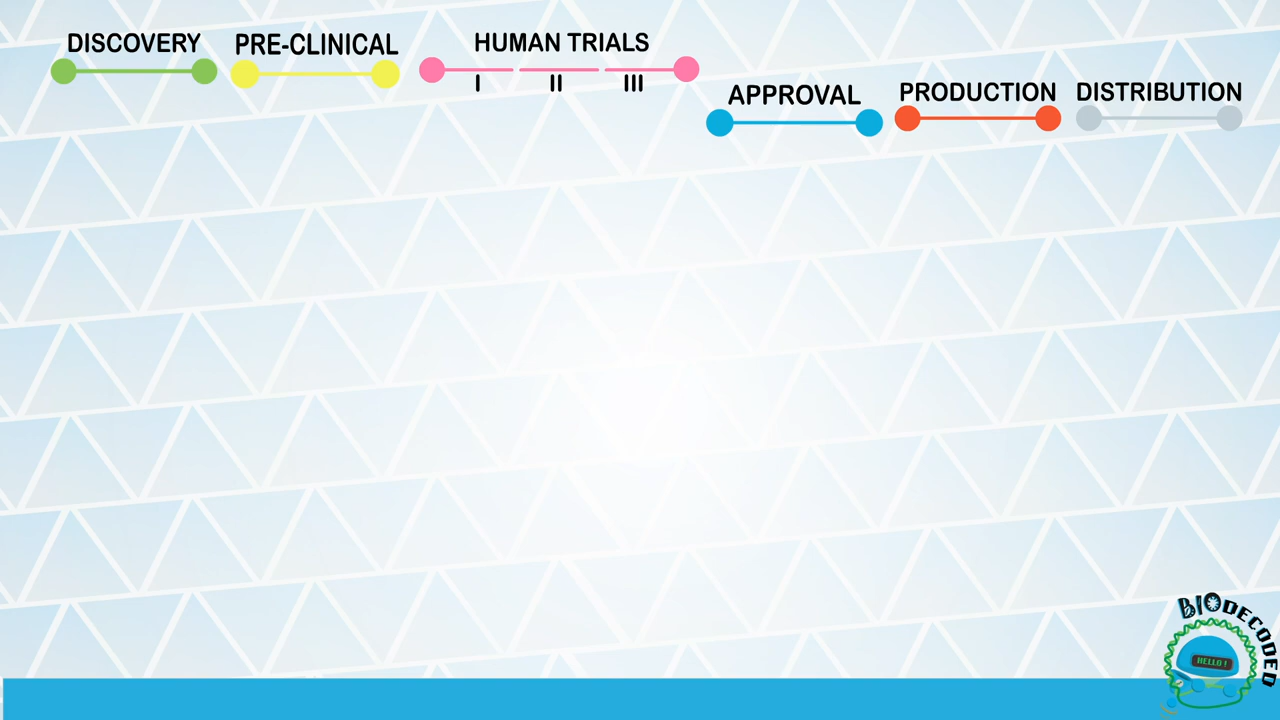 DISCOVERY
PRE-CLINICAL
HUMAN TRIALS
I II III
APPROVAL
PRODUCTION
DISTRIBUTION
BIODECODED
HELLO !